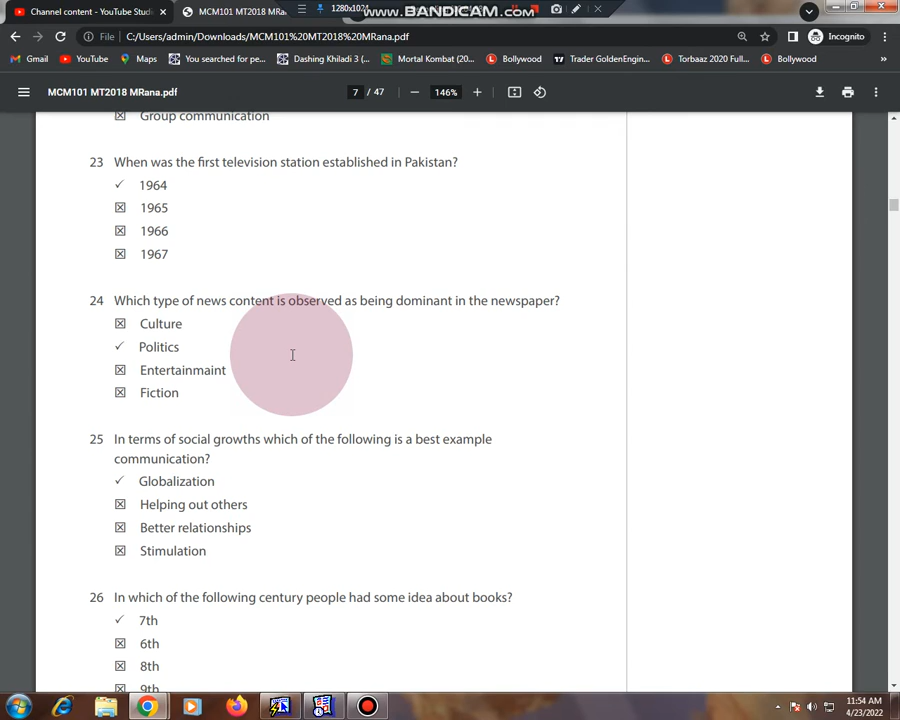 Channel content - YouTube Studi
MCM101 MT2018 MRana.pdf
1280x1024
WWW.BANDICAM.COM
File
C:/Users/admin/Downloads/MCM101%20MT2018%20MRana.pdf
Incognito
Gmail
YouTube
Maps
You searched for pe...
Dashing Khiladi 3 (...
Mortal Kombat (20...
Bollywood
Trader GoldenEngin...
Torbaaz 2020 Full...
Bollywood
»
MCM101 MT2018 MRana.pdf
7 / 47
146%
Group communication
23 When was the first television station established in Pakistan?
1964
1965
1966
1967
24 Which type of news content is observed as being dominant in the newspaper?
Culture
Politics
Entertainmaint
Fiction
25 In terms of social growths which of the following is a best example
communication?
Globalization
Helping out others
Better relationships
Stimulation
26 In which of the following century people had some idea about books?
7th
6th
8th
9th
11:54 AM
4/23/2022